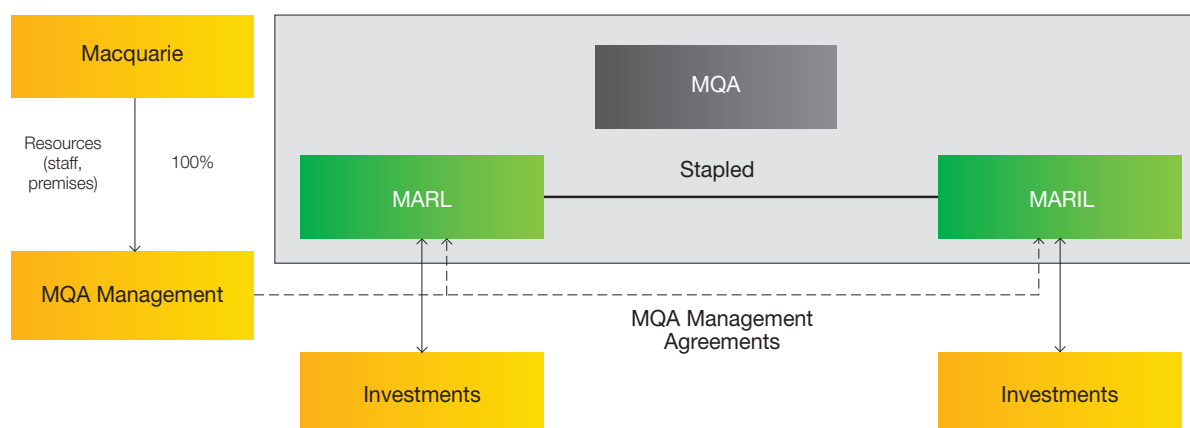 Macquarie
MQA
Resources
(staff,
premises)
100%
Stapled
MARL
MARIL
MQA Management
MQA Management
Agreements
Investments
Investments